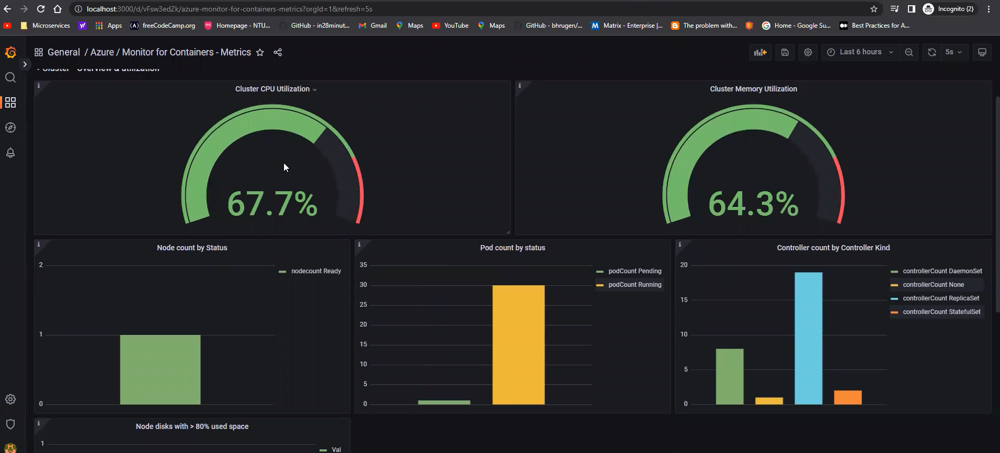 localhost:3000/d/vFsw3edZk/azure-monitor-for-containers-metrics?orgId=1&refresh=5s
Incognito (2)
Microservices
Apps
freeCodeCamp.org
Homepage - NTU...
GitHub - in28minut...
Gmail
Maps
YouTube
Maps
GitHub - bhrugen/...
Matrix - Enterprise |...
The problem with...
Home - Google Su...
Best Practices for A...
General / Azure / Monitor for Containers - Metrics
Last 6 hours
5s
Cluster - Overview & utilization
Cluster CPU Utilization
67.7%
Cluster Memory Utilization
64.3%
Node count by Status
2
1
0
nodecount Ready
Pod count by status
35
30
25
20
15
10
5
0
podCount Pending
podCount Running
Controller count by Controller Kind
20
15
10
5
0
controllerCount DaemonSet
controllerCount None
controllerCount ReplicaSet
controllerCount StatefulSet
Node disks with > 80% used space
1
Val